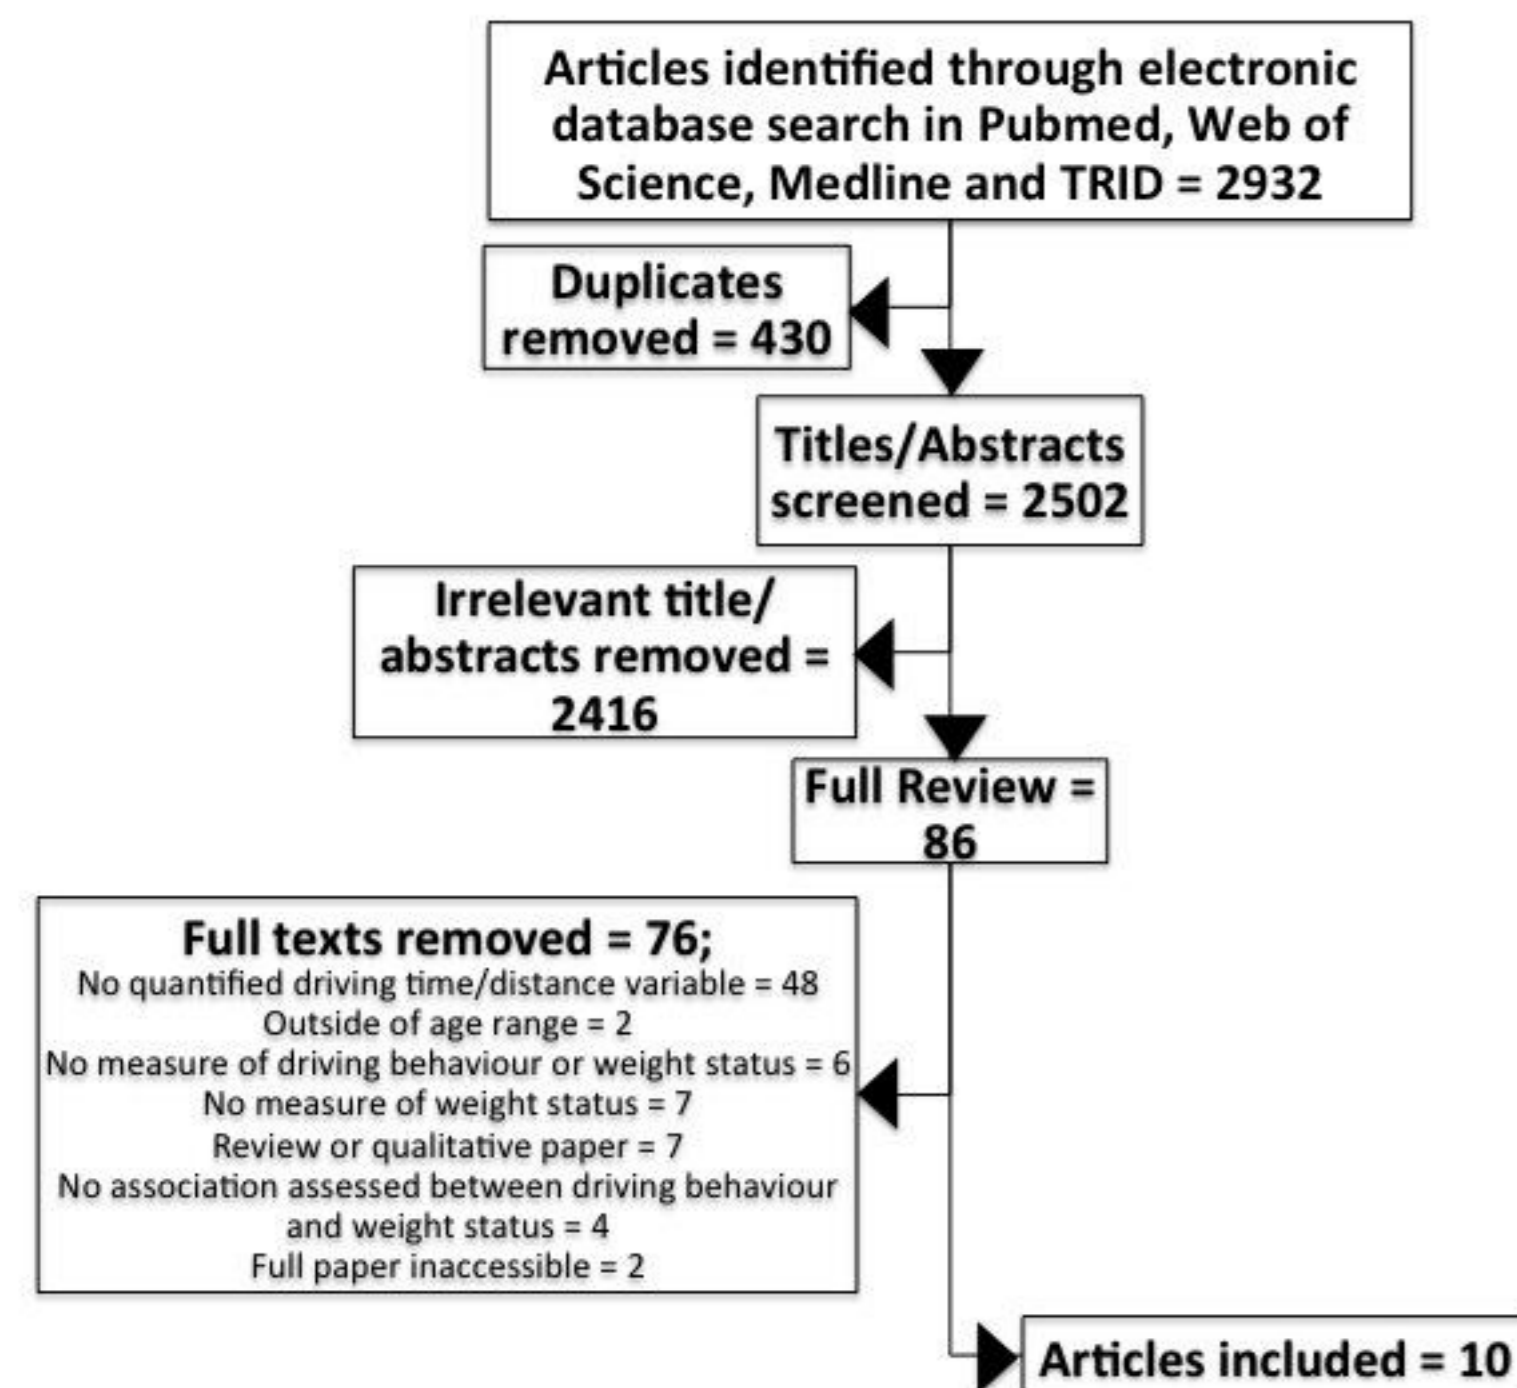 Articles identified through electronic
database search in Pubmed, Web of
Science, Medline and TRID = 2932
Duplicates
removed = 430
Titles/Abstracts
screened = 2502
Irrelevant title/
abstracts removed =
2416
Full Review =
86
Full texts removed = 76;
No quantified driving time/distance variable = 48
Outside of age range = 2
No measure of driving behaviour or weight status = 6
No measure of weight status = 7
Review or qualitative paper = 7
No association assessed between driving behaviour
and weight status = 4
Full paper inaccessible = 2
Articles included = 10